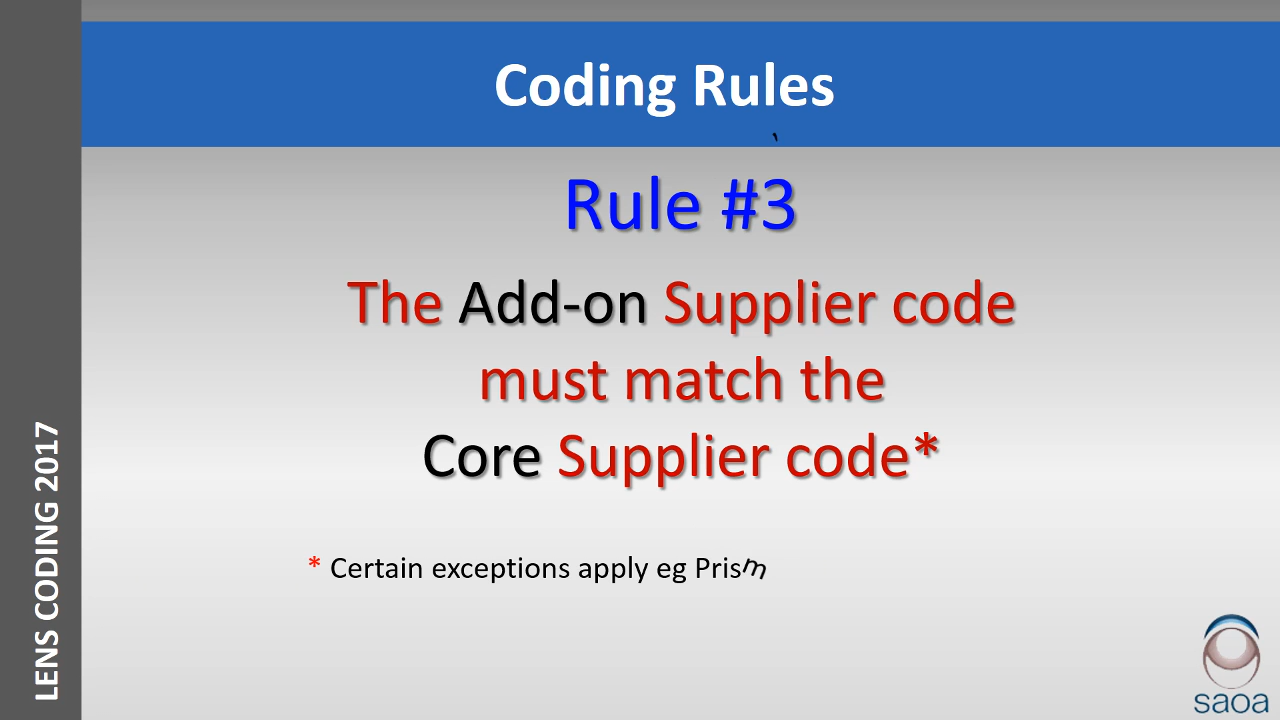 Coding Rules
Rule #3
The Add-on Supplier code
must match the
Core Supplier code*
* Certain exceptions apply eg Prism
LENS CODING 2017
saoa